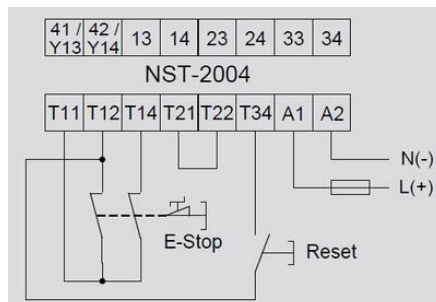 41 / 42 /
Y13 Y14 13 14 23 24 33 34
NST-2004
T11 T12 T14 T21 T22 T34 A1 A2
N(-)
L(+)
E-Stop
Reset